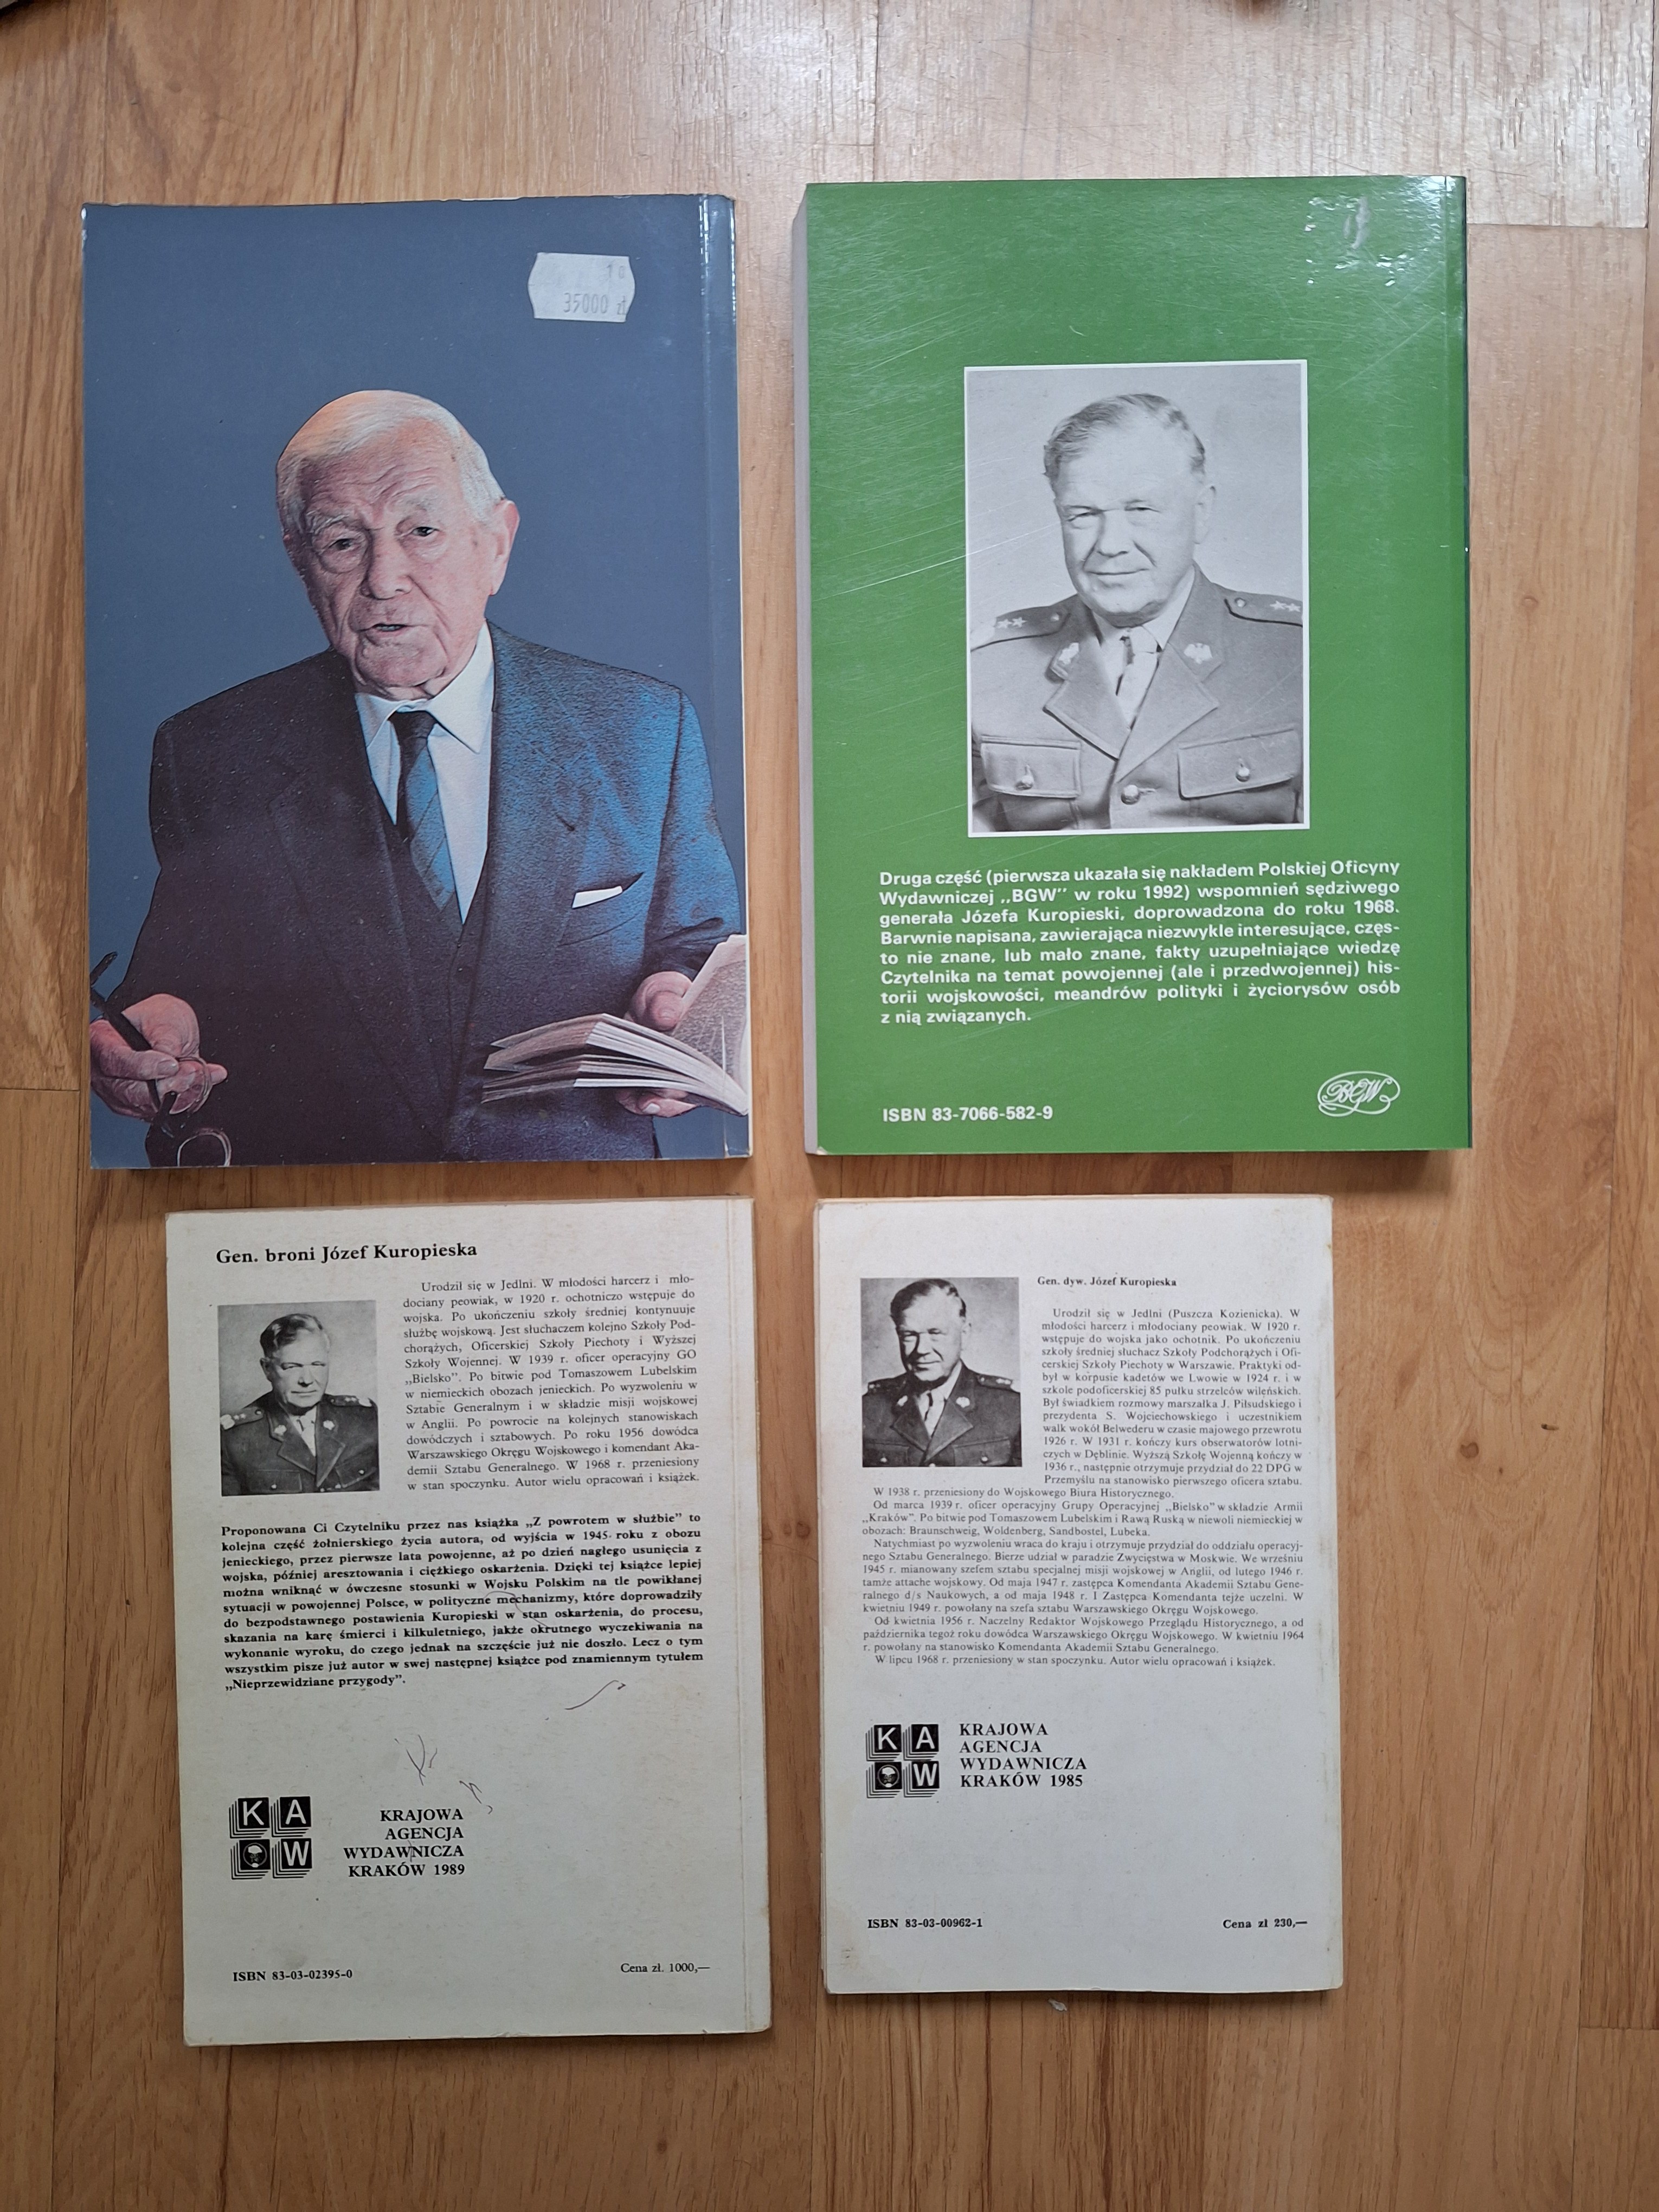 35000 zł
Druga część (pierwsza ukazała się nakładem Polskiej Oficyny
Wydawniczej „BGW” w roku 1992) wspomnień sędziwego
generała Józefa Kuropieski, doprowadzona do roku 1968.
Barwnie napisana, zawierająca niezwykle interesujące, częs-
to nie znane, lub mało znane, fakty uzupełniające wiedzę
Czytelnika na temat powojennej (ale i przedwojennej) his-
torii wojskowości, meandrów polityki i życiorysów osób
z nią związanych.
BGW
ISBN 83-7066-582-9
Gen. broni Józef Kuropieska
Urodził się w Jedlni. W młodości harcerz i mło-
dociany peowiak, w 1920 r. ochotniczo wstępuje do
wojska. Po ukończeniu szkoły średniej kontynuuje
służbę wojskową. Jest słuchaczem kolejno Szkoły Pod-
chorążych, Oficerskiej Szkoły Piechoty i Wyższej
Szkoły Wojennej. W 1939 r. oficer operacyjny GO
„Bielsko”. Po bitwie pod Tomaszowem Lubelskim
w niemieckich obozach jenieckich. Po wyzwoleniu w
Sztabie Generalnym i w składzie misji wojskowej
w Anglii. Po powrocie na kolejnych stanowiskach
dowódczych i sztabowych. Po roku 1956 dowódca
Warszawskiego Okręgu Wojskowego i komendant Aka-
demii Sztabu Generalnego. W 1968 r. przeniesiony
w stan spoczynku. Autor wielu opracowań i książek.
Proponowana Ci Czytelniku przez nas książka „Z powrotem w służbie” to
kolejna część żołnierskiego życia autora, od wyjścia w 1945 roku z obozu
jenieckiego, przez pierwsze lata powojenne, aż po dzień nagłego usunięcia z
wojska, później aresztowania i ciężkiego oskarżenia. Dzięki tej książce lepiej
można wniknąć w ówczesne stosunki w Wojsku Polskim na tle powikłanej
sytuacji w powojennej Polsce, w polityczne mechanizmy, które doprowadziły
do bezpodstawnego postawienia Kuropieski w stan oskarżenia, do procesu,
skazania na karę śmierci i kilkuletniego, jakże okrutnego wyczekiwania na
wykonanie wyroku, do czego jednak na szczęście już nie doszło. Lecz o tym
wszystkim pisze już autor w swej następnej książce pod znamiennym tytułem
„Nieprzewidziane przygody”.
KAW
KRAJOWA
AGENCJA
WYDAWNICZA
KRAKÓW 1989
ISBN 83-03-02395-0
Cena zł. 1000,—
Gen. dyw. Józef Kuropieska
Urodził się w Jedlni (Puszcza Kozienicka). W
młodości harcerz i młodociany peowiak. W 1920 r.
wstępuje do wojska jako ochotnik. Po ukończeniu
szkoły średniej słuchacz Szkoły Podchorążych i Ofi-
cerskiej Szkoły Piechoty w Warszawie. Praktyki od-
był w korpusie kadetów we Lwowie w 1924 r. i w
szkole podoficerskiej 85 pułku strzelców wileńskich.
Był świadkiem rozmowy marszałka J. Piłsudskiego i
prezydenta S. Wojciechowskiego i uczestnikiem
walk wokół Belwederu w czasie majowego przewrotu
1926 r. W 1931 r. kończy kurs obserwatorów lotni-
czych w Dęblinie. Wyższą Szkołę Wojenną kończy w
1936 r., następnie otrzymuje przydział do 22 DPG w
Przemyślu na stanowisko pierwszego oficera sztabu.
W 1938 r. przeniesiony do Wojskowego Biura Historycznego.
Od marca 1939 r. oficer operacyjny Grupy Operacyjnej „Bielsko” w składzie Armii
„Kraków”. Po bitwie pod Tomaszowem Lubelskim i Rawą Ruską w niewoli niemieckiej w
obozach: Braunschweig, Woldenberg, Sandbostel, Lubeka.
Natychmiast po wyzwoleniu wraca do kraju i otrzymuje przydział do oddziału operacyj-
nego Sztabu Generalnego. Bierze udział w paradzie Zwycięstwa w Moskwie. We wrześniu
1945 r. mianowany szefem sztabu specjalnej misji wojskowej w Anglii, od lutego 1946 r.
tamże attache wojskowy. Od maja 1947 r. zastępca Komendanta Akademii Sztabu Gene-
ralnego d/s Naukowych, a od maja 1948 r. I Zastępca Komendanta tejże uczelni. W
kwietniu 1949 r. powołany na szefa sztabu Warszawskiego Okręgu Wojskowego.
Od kwietnia 1956 r. Naczelny Redaktor Wojskowego Przeglądu Historycznego, a od
października tegoż roku dowódca Warszawskiego Okręgu Wojskowego. W kwietniu 1964
r. powołany na stanowisko Komendanta Akademii Sztabu Generalnego.
W lipcu 1968 r. przeniesiony w stan spoczynku. Autor wielu opracowań i książek.
KAW
KRAJOWA
AGENCJA
WYDAWNICZA
KRAKÓW 1985
ISBN 83-03-00962-1
Cena zł 230,—